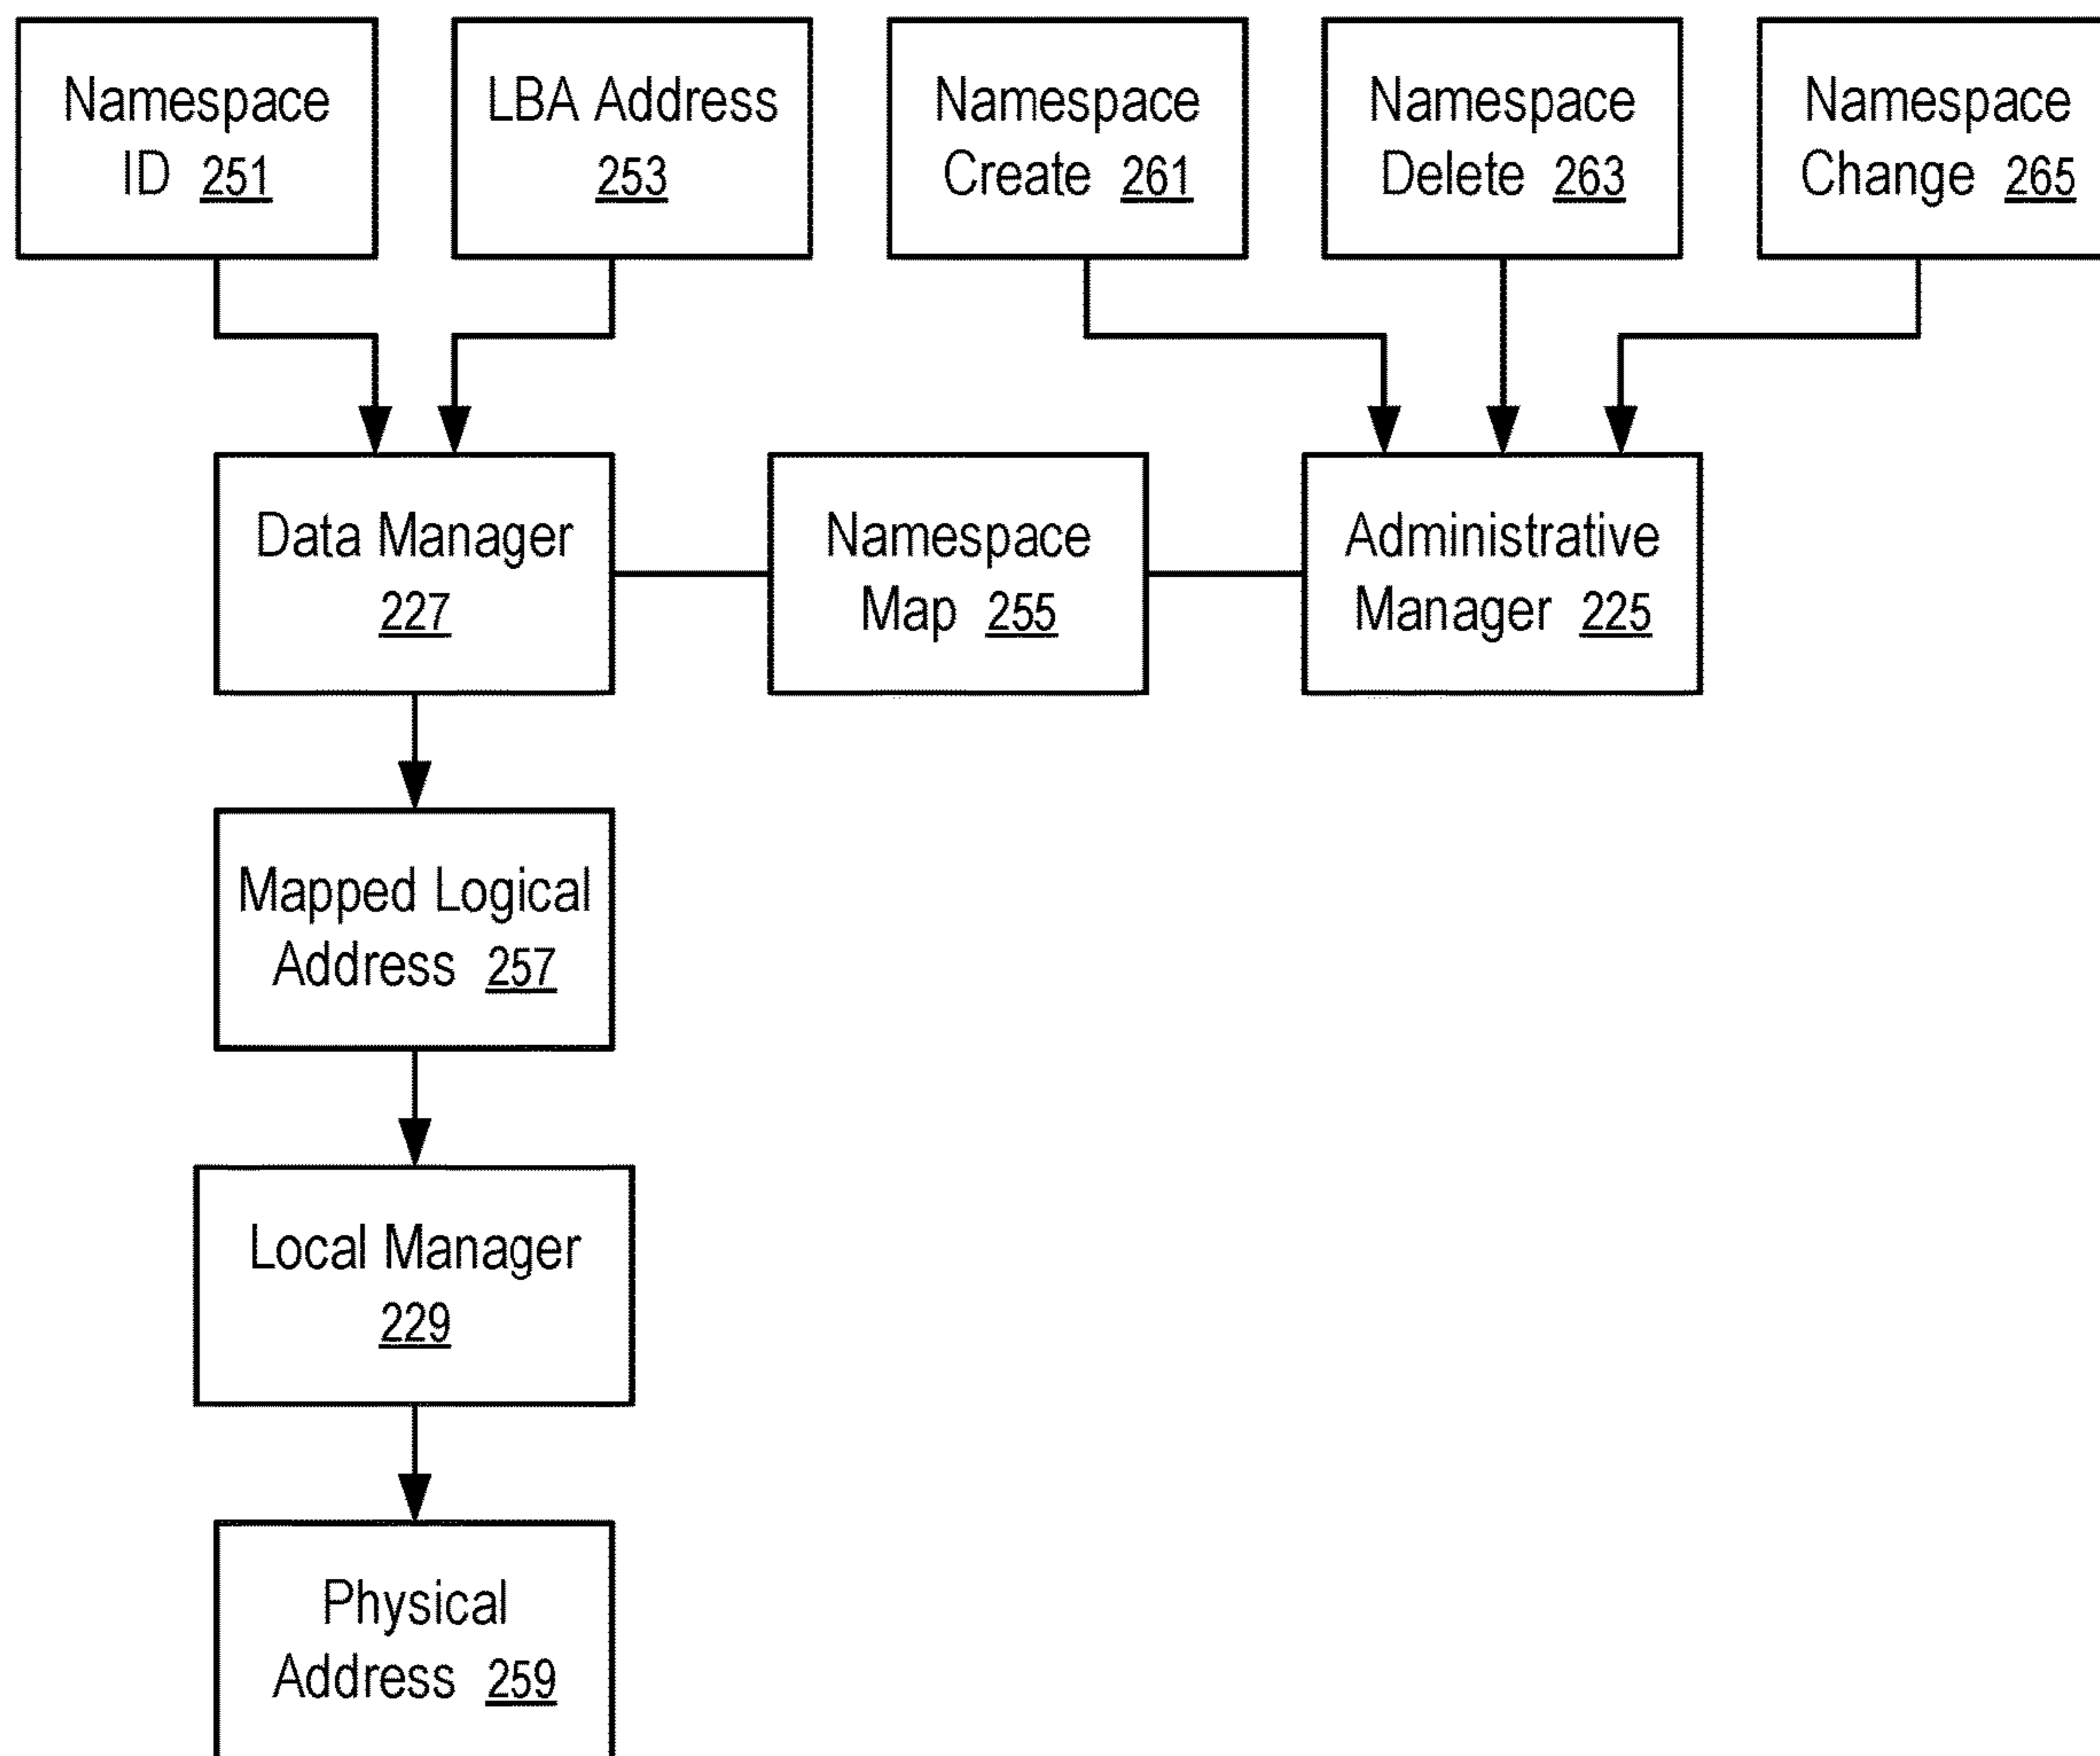 Namespace
ID 251
LBA Address
253
Namespace
Create 261
Namespace
Delete 263
Namespace
Change 265
Data Manager
227
Namespace
Map 255
Administrative
Manager 225
Mapped Logical
Address 257
Local Manager
229
Physical
Address 259